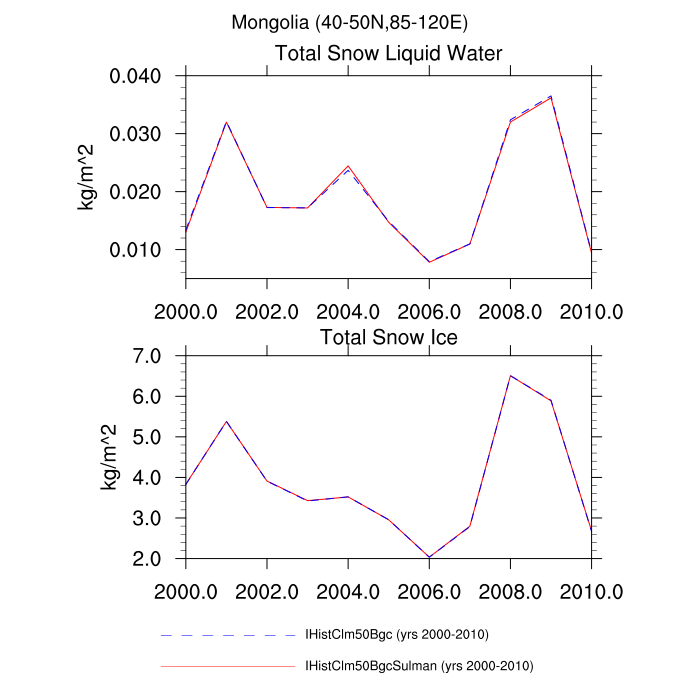 Mongolia (40-50N,85-120E)
Total Snow Liquid Water
0.040
0.030
0.020
0.010
kg/m^2
2000.0 2002.0 2004.0 2006.0 2008.0 2010.0
Total Snow Ice
7.0
6.0
5.0
4.0
3.0
2.0
kg/m^2
2000.0 2002.0 2004.0 2006.0 2008.0 2010.0
IHistClm50Bgc (yrs 2000-2010)
IHistClm50BgcSulman (yrs 2000-2010)